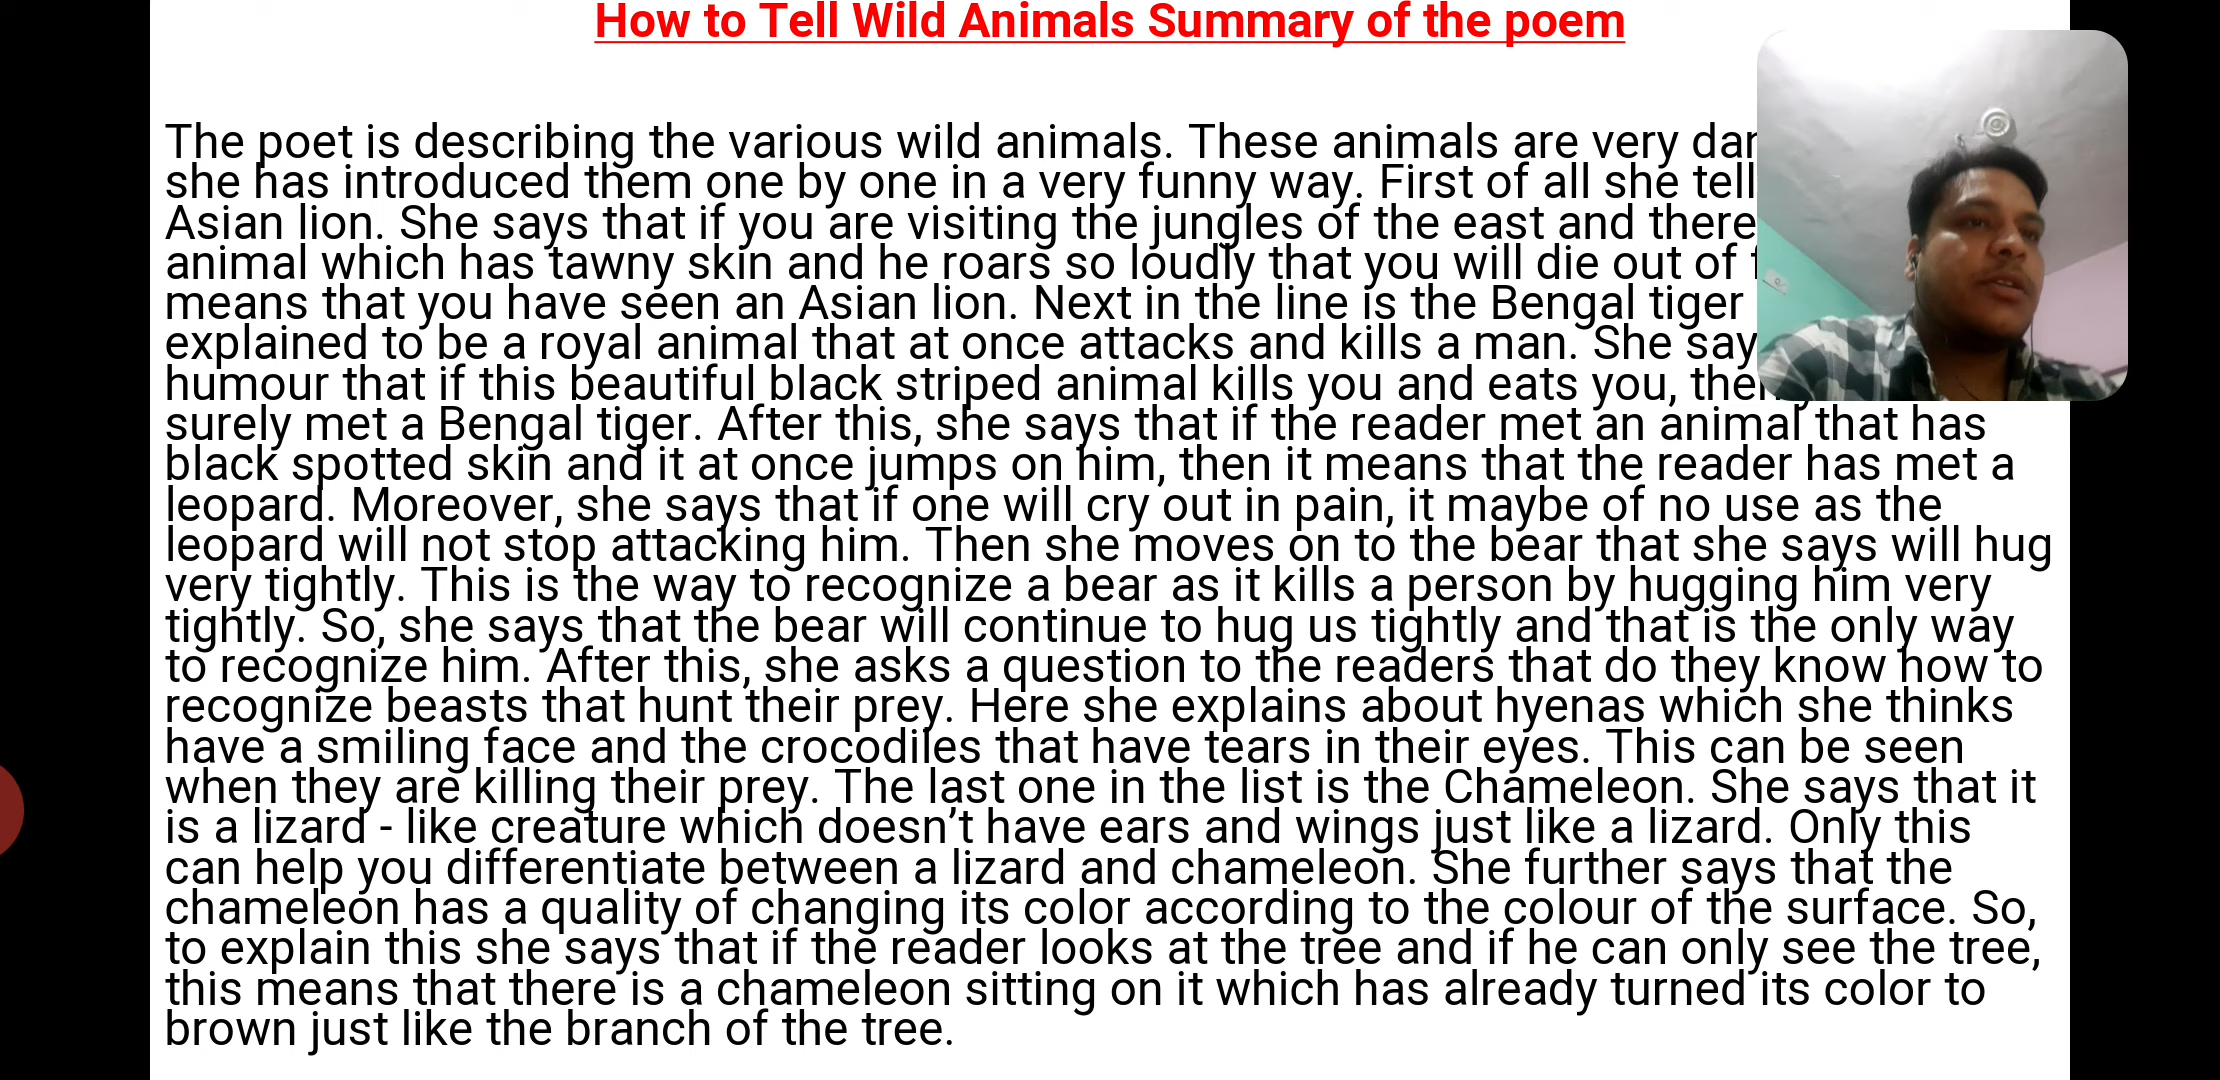 How to Tell Wild Animals Summary of the poem
The poet is describing the various wild animals. These animals are very
she has introduced them one by one in a very funny way. First of all she
Asian lion. She says that if you are visiting the jungles of the east and there
animal which has tawny skin and he roars so loudly that you will die out of
means that you have seen an Asian lion. Next in the line is the Bengal tiger
explained to be a royal animal that at once attacks and kills a man. She
humour that if this beautiful black striped animal kills you and eats you,
surely met a Bengal tiger. After this, she says that if the reader met an animal that has
black spotted skin and it at once jumps on him, then it means that the reader has met a
leopard. Moreover, she says that if one will cry out in pain, it maybe of no use as the
leopard will not stop attacking him. Then she moves on to the bear that she says will hug
very tightly. This is the way to recognize a bear as it kills a person by hugging him very
tightly. So, she says that the bear will continue to hug us tightly and that is the only way
to recognize him. After this, she asks a question to the readers that do they know how to
recognize beasts that hunt their prey. Here she explains about hyenas which she thinks
have a smiling face and the crocodiles that have tears in their eyes. This can be seen
when they are killing their prey. The last one in the list is the Chameleon. She says that it
is a lizard - like creature which doesn’t have ears and wings just like a lizard. Only this
can help you differentiate between a lizard and chameleon. She further says that the
chameleon has a quality of changing its color according to the colour of the surface. So,
to explain this she says that if the reader looks at the tree and if he can only see the tree,
this means that there is a chameleon sitting on it which has already turned its color to
brown just like the branch of the tree.